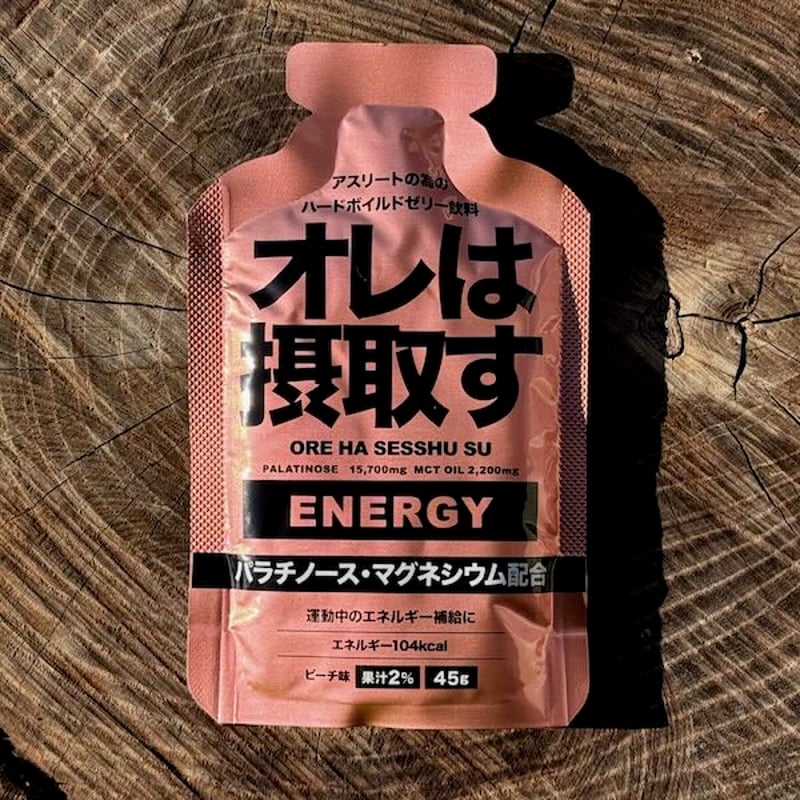 アスリートの為の
ハードボイルドゼリー飲料
オレは
摂取す
ORE HA SESSHU SU
PALATINOSE 15,700mg MCT OIL 2,200mg
ENERGY
パラチノース・マグネシウム配合
運動中のエネルギー補給に
エネルギー104kcal
ピーチ味 果汁2% 45g